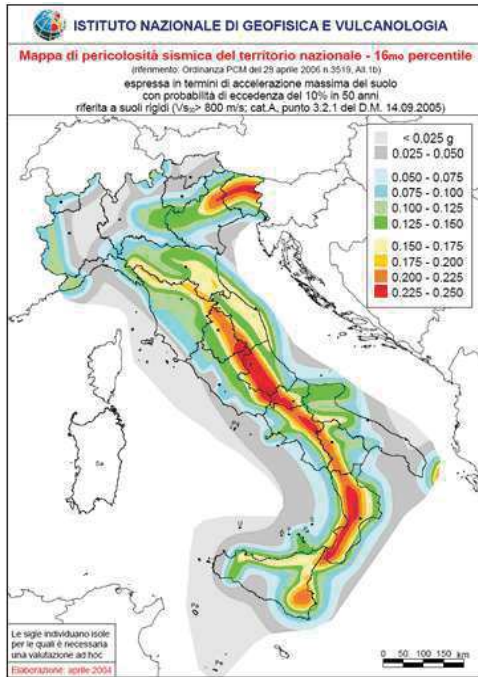 ISTITUTO NAZIONALE DI GEOFISICA E VULCANOLOGIA
Mappa di pericolosità sismica del territorio nazionale - 16mo percentile
(riferimento: Ordinanza PCM del 28 aprile 2006 n.3519, All.1b)
espressa in termini di accelerazione massima del suolo
con probabilità di eccedenza del 10% in 50 anni
riferita a suoli rigidi (Vs30> 800 m/s; cat.A, punto 3.2.1 del D.M. 14.09.2005)
< 0.025 g
0.025 - 0.050
0.050 - 0.075
0.075 - 0.100
0.100 - 0.125
0.125 - 0.150
0.150 - 0.175
0.175 - 0.200
0.200 - 0.225
0.225 - 0.250
Le sigle individuano isole
per le quali è necessaria
una valutazione ad hoc
Elaborazione: aprile 2004
0 50 100 150 km